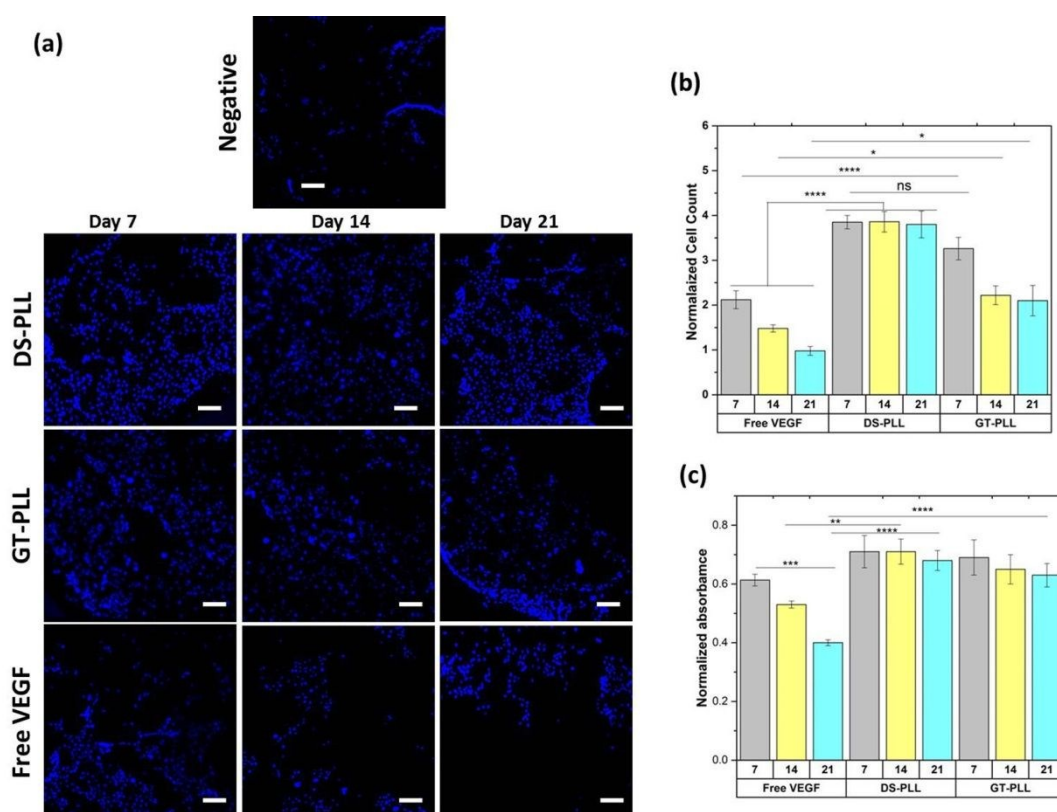 (a)
Negative
Day 7
Day 14
Day 21
DS-PLL
GT-PLL
Free VEGF
(b)
Normalaized Cell Count
6
5
4
3
2
1
0
*
*
****
****
ns
7 14 21 7 14 21 7 14 21
Free VEGF DS-PLL GT-PLL
(c)
Normalized absorbamce
0.8
0.6
0.4
0.2
0.0
****
**
****
***
7 14 21 7 14 21 7 14 21
Free VEGF DS-PLL GT-PLL